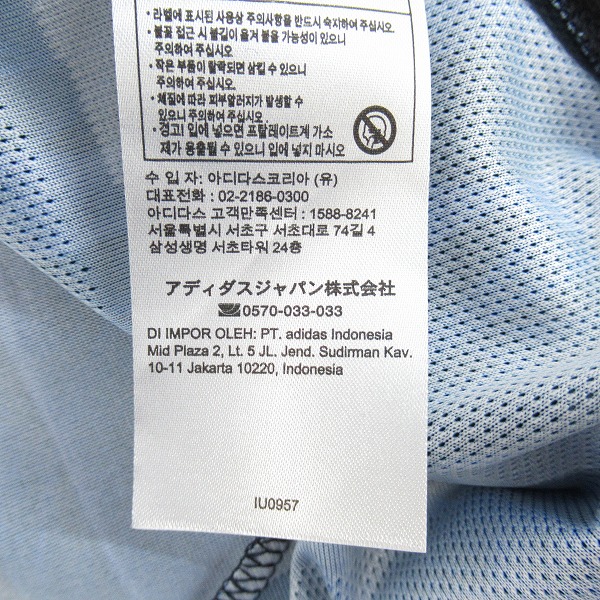 • 라벨에 표시된 사용상 주의사항을 반드시 숙지하여 주십시오.
• 불꽃 접근 시 불길이 옮겨 붙을 가능성이 있으니
주의하여 주십시오
• 작은 부품이 탈락되면 삼킬 수 있으니
주의하여 주십시오.
• 체질에 따라 피부알러지가 발생할 수
있으니 주의하여 주십시오
• 경고! 입에 넣으면 프탈레이트계 가소
제가 용출될 수 있으니 입에 넣지 마시오
수 입 자: 아디다스코리아 (유)
대표전화 : 02-2186-0300
아디다스 고객만족센터 : 1588-8241
서울특별시 서초구 서초대로 74길 4
삼성생명 서초타워 24층
アディダスジャパン株式会社
0570-033-033
DI IMPOR OLEH: PT. adidas Indonesia
Mid Plaza 2, Lt. 5 JL. Jend. Sudirman Kav.
10-11 Jakarta 10220, Indonesia
IU0957